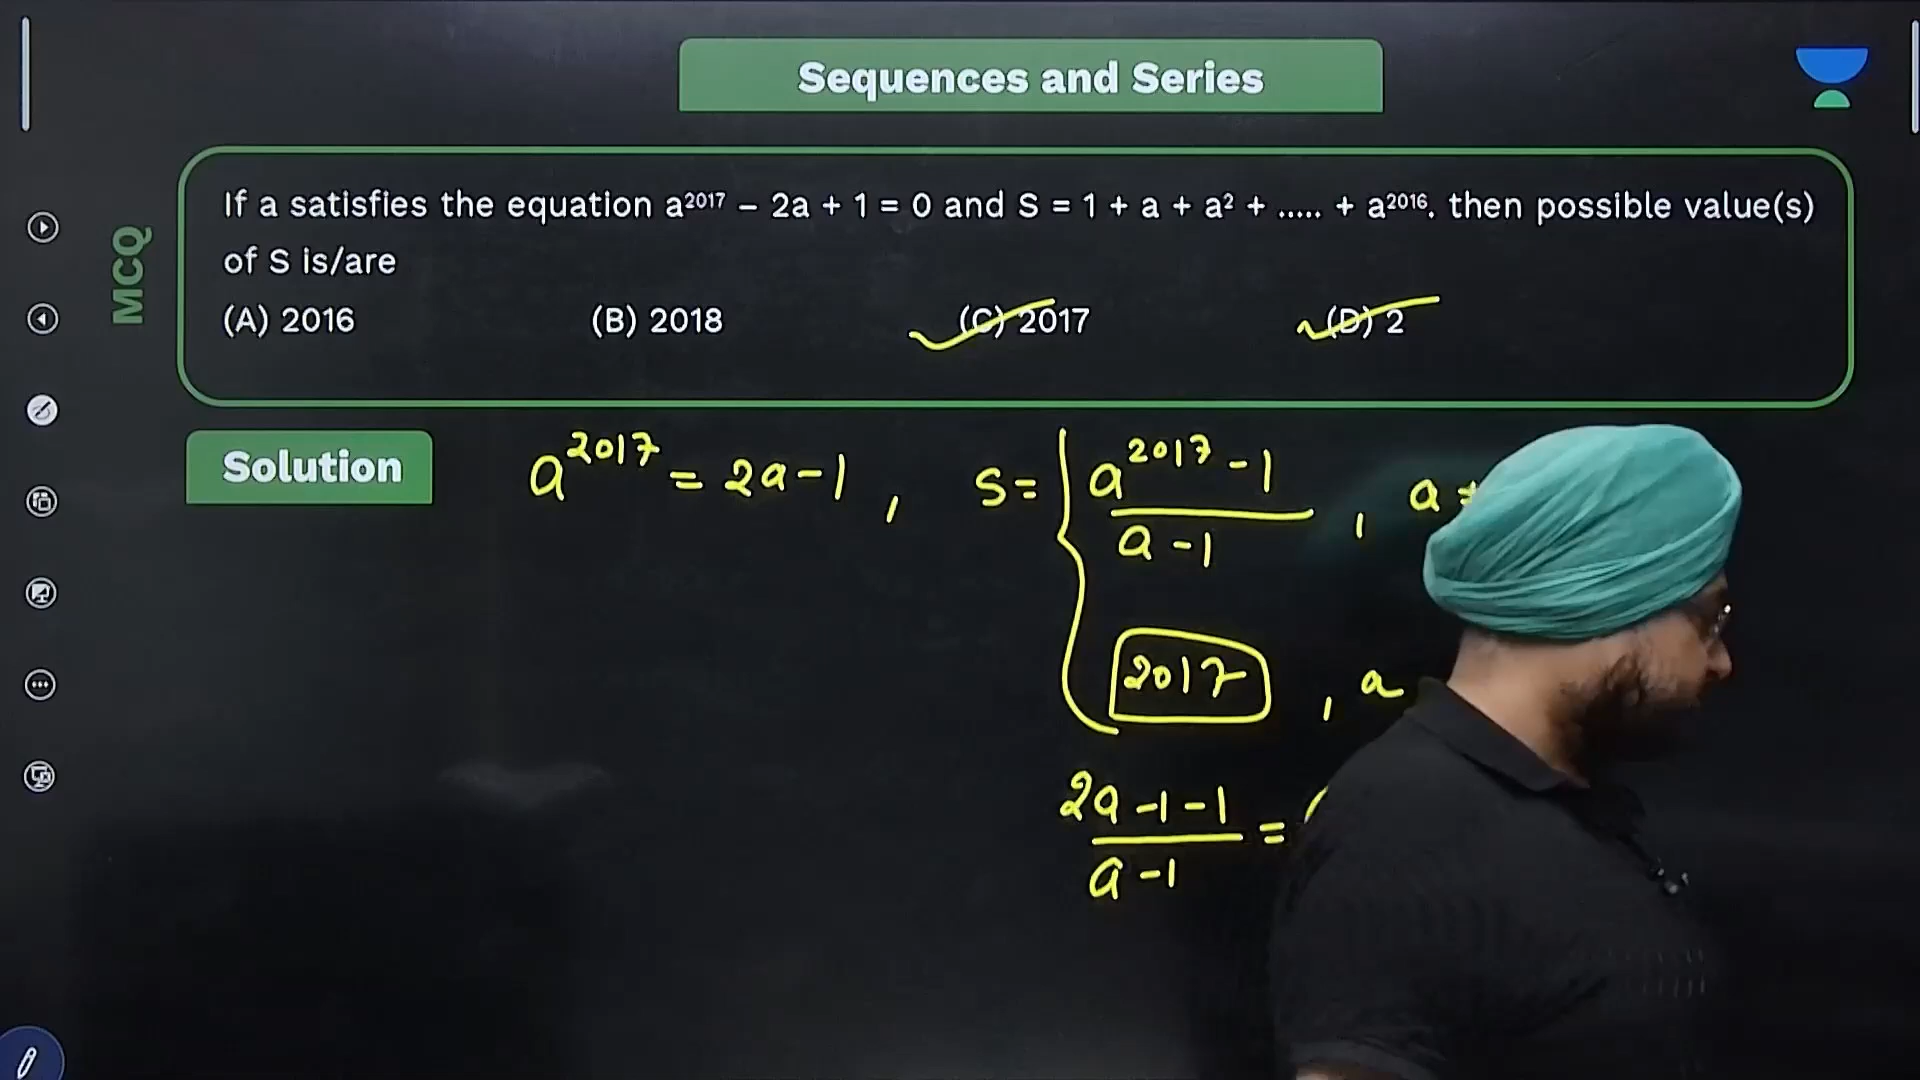 Sequences and Series
MCQ
If a satisfies the equation a²⁰¹⁷ – 2a + 1 = 0 and S = 1 + a + a² + ..... + a²⁰¹⁶. then possible value(s)
of S is/are
(A) 2016 (B) 2018 (C) 2017 (D) 2
Solution
a²⁰¹⁷ = 2a-1 , S = { a²⁰¹⁷-1 / a-1 , a
2017 , a
2a-1-1 / a-1 =